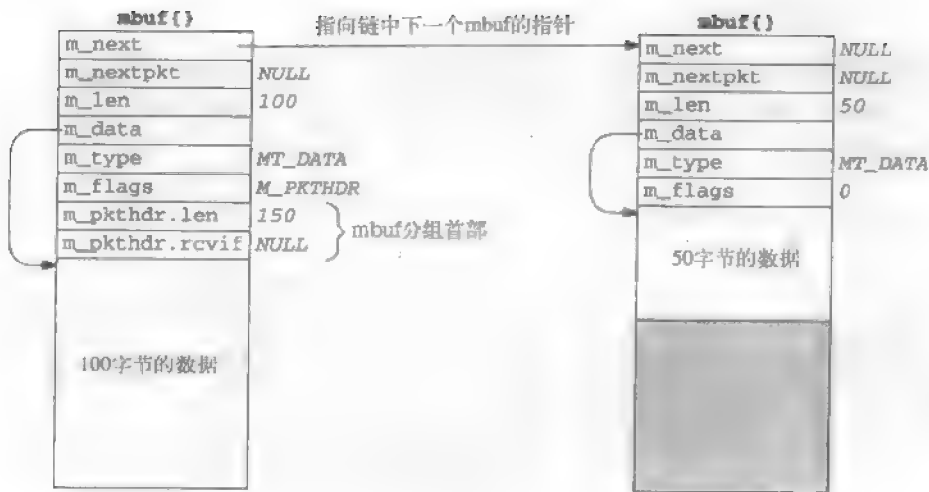 mbuf{}
m_next
m_nextpkt NULL
m_len 100
m_data
m_type MT_DATA
m_flags M_PKTHDR
m_pkthdr.len 150
m_pkthdr.rcvif NULL
mbuf分组首部
100字节的数据
指向链中下一个mbuf的指针
mbuf{}
m_next NULL
m_nextpkt NULL
m_len 50
m_data
m_type MT_DATA
m_flags 0
50字节的数据